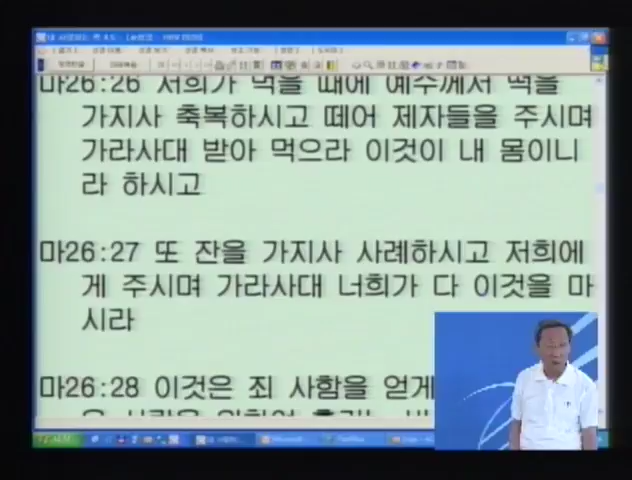 마26:26 저희가 먹을 때에 예수께서 떡을
가지사 축복하시고 떼어 제자들을 주시며
가라사대 받아 먹으라 이것이 내 몸이니
라 하시고
마26:27 또 잔을 가지사 사례하시고 저희에
게 주시며 가라사대 너희가 다 이것을 마
시라
마26:28 이것은 죄 사함을 얻게